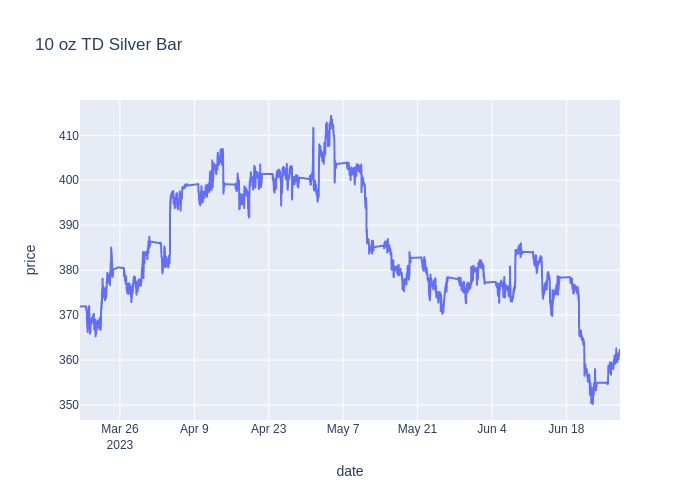 10 oz TD Silver Bar
price
410
400
390
380
370
360
350
Mar 26
2023
Apr 9
Apr 23
May 7
May 21
Jun 4
Jun 18
date